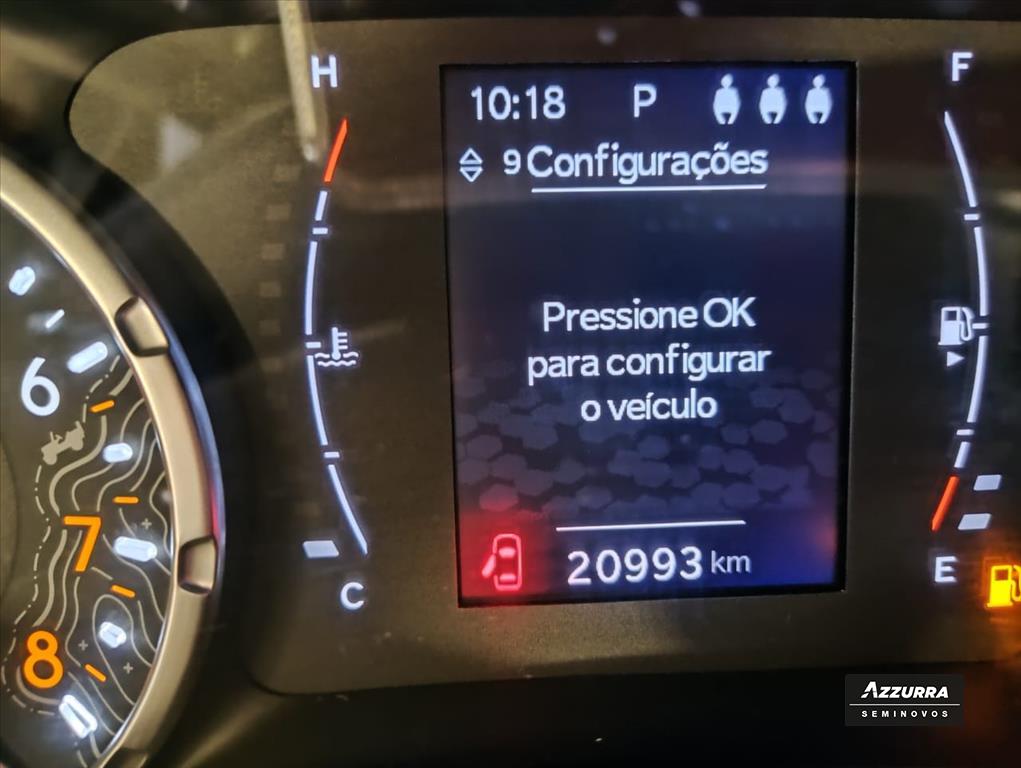 H
F
10:18 P
9 Configurações
Pressione OK
para configurar
o veículo
6
7
8
20993 km
C
E
AZZURRA
SEMINOVOS